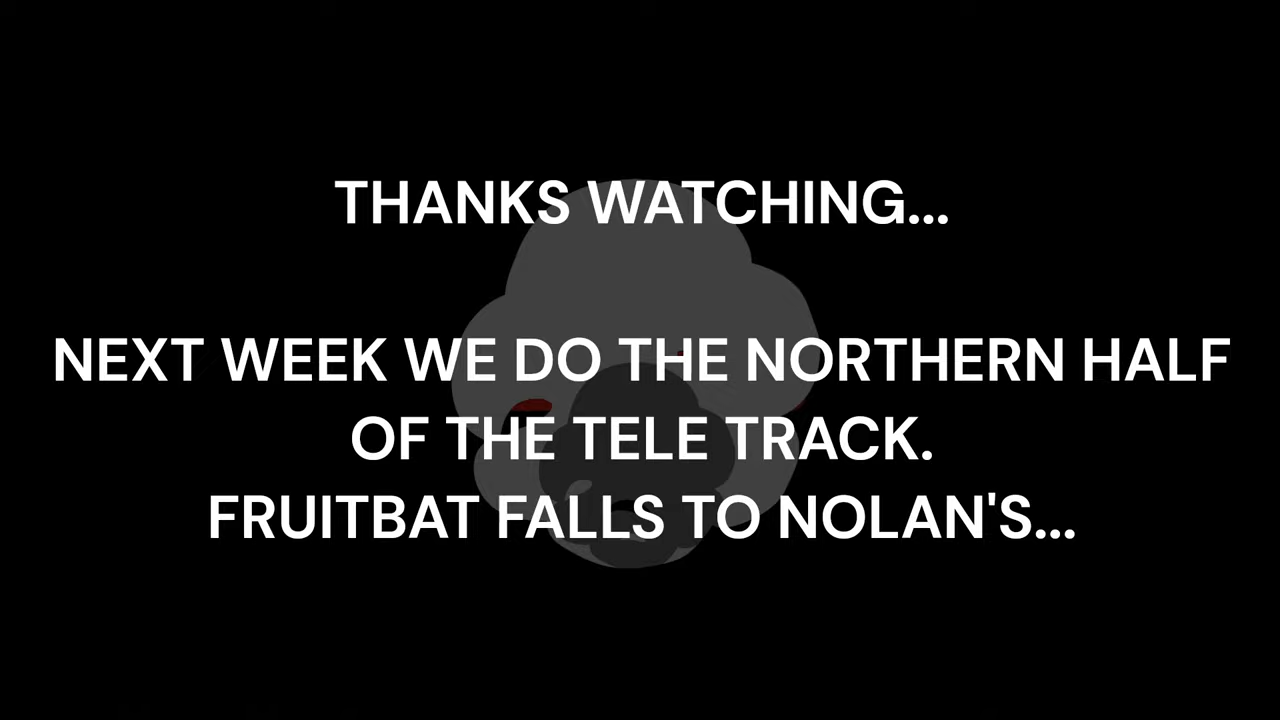 THANKS WATCHING...
NEXT WEEK WE DO THE NORTHERN HALF
OF THE TELE TRACK.
FRUITBAT FALLS TO NOLAN'S...